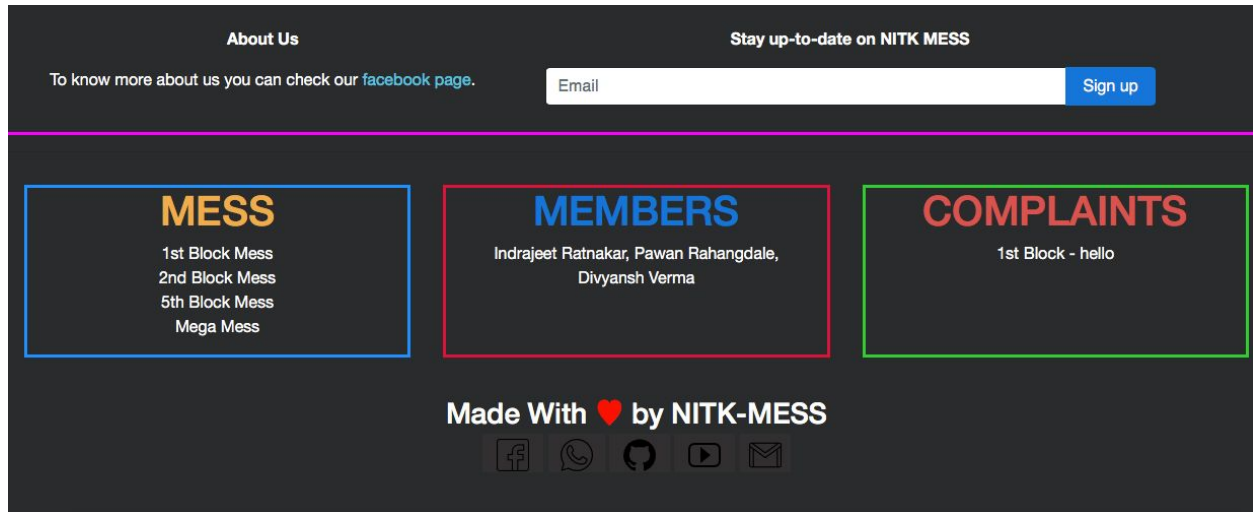 About Us
To know more about us you can check our facebook page.
Stay up-to-date on NITK MESS
Email
Sign up
MESS
1st Block Mess
2nd Block Mess
5th Block Mess
Mega Mess
MEMBERS
Indrajeet Ratnakar, Pawan Rahangdale,
Divyansh Verma
COMPLAINTS
1st Block - hello
Made With ❤ by NITK-MESS